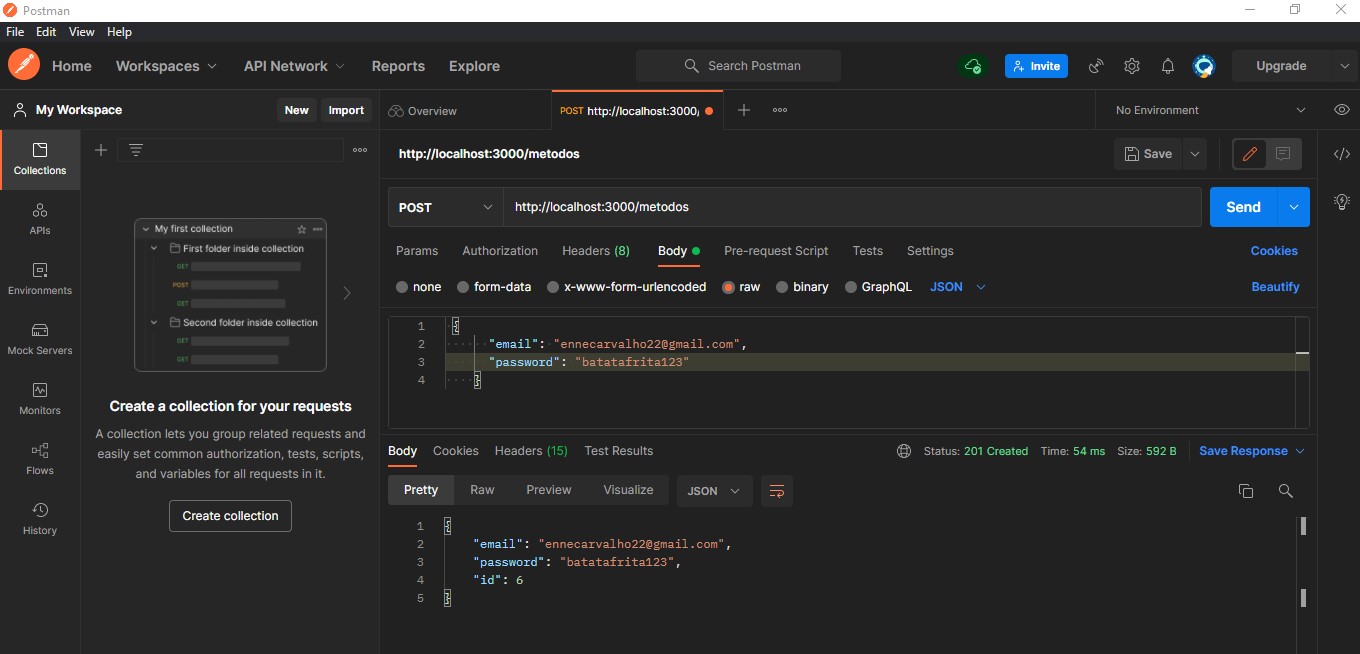 Postman
File Edit View Help
Home Workspaces API Network Reports Explore Search Postman Invite Upgrade
My Workspace New Import Overview POST http://localhost:3000, No Environment
Collections
APIs
Environments
Mock Servers
Monitors
Flows
History
My first collection
First folder inside collection
GET
POST
GET
Second folder inside collection
GET
GET
Create a collection for your requests
A collection lets you group related requests and
easily set common authorization, tests, scripts,
and variables for all requests in it.
Create collection
http://localhost:3000/metodos Save
POST http://localhost:3000/metodos Send
Params Authorization Headers (8) Body Pre-request Script Tests Settings Cookies
none form-data x-www-form-urlencoded raw binary GraphQL JSON Beautify
1 {
2 "email": "ennecarvalho22@gmail.com",
3 "password": "batatafrita123"
4 }
Body Cookies Headers (15) Test Results Status: 201 Created Time: 54 ms Size: 592 B Save Response
Pretty Raw Preview Visualize JSON
1 {
2 "email": "ennecarvalho22@gmail.com",
3 "password": "batatafrita123",
4 "id": 6
5 }